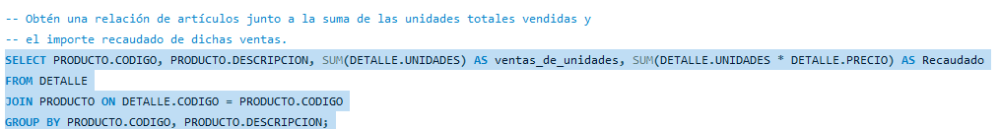 -- Obtén una relación de artículos junto a la suma de las unidades totales vendidas y
-- el importe recaudado de dichas ventas.
SELECT PRODUCTO.CODIGO, PRODUCTO.DESCRIPCION, SUM(DETALLE.UNIDADES) AS ventas_de_unidades, SUM(DETALLE.UNIDADES * DETALLE.PRECIO) AS Recaudado
FROM DETALLE
JOIN PRODUCTO ON DETALLE.CODIGO = PRODUCTO.CODIGO
GROUP BY PRODUCTO.CODIGO, PRODUCTO.DESCRIPCION;